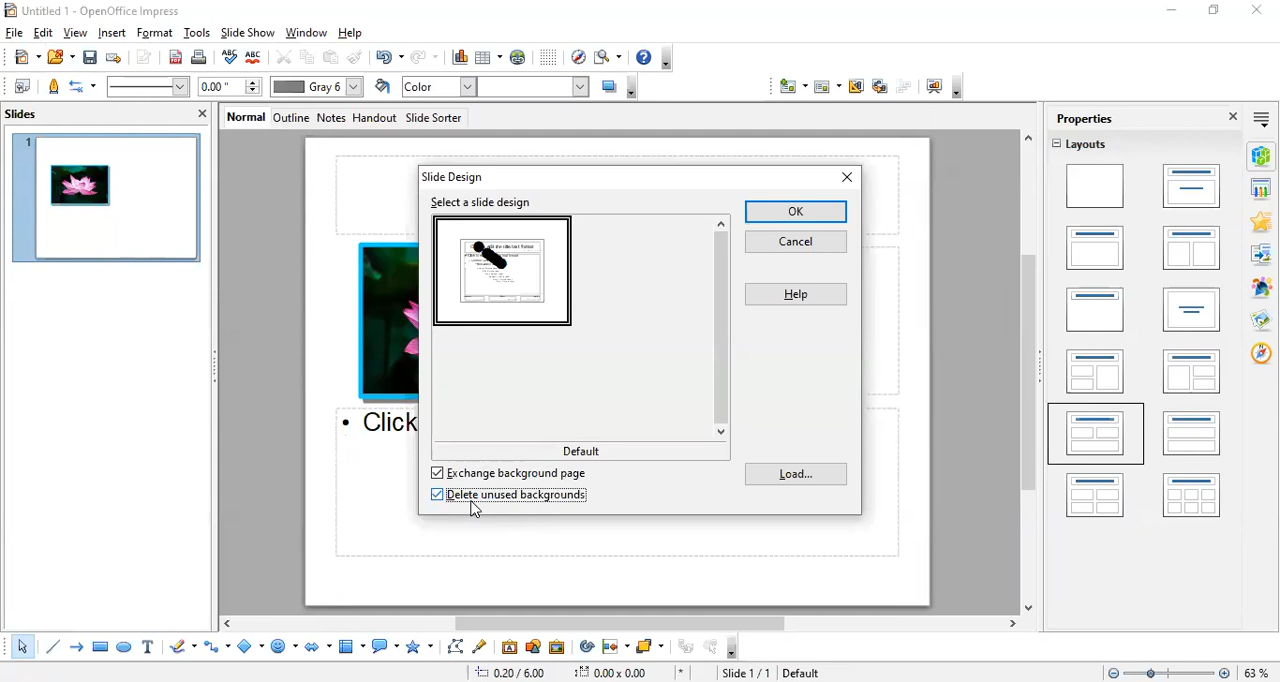 Untitled 1 - OpenOffice Impress
File Edit View Insert Format Tools Slide Show Window Help
0.00 " Gray 6 Color
Slides
Normal Outline Notes Handout Slide Sorter
Properties
Layouts
1
Slide Design
Select a slide design
OK
Cancel
Help
• Click
Default
Exchange background page
Load...
Delete unused backgrounds
0.20 / 6.00 0.00 x 0.00 * Slide 1 / 1 Default 63 %